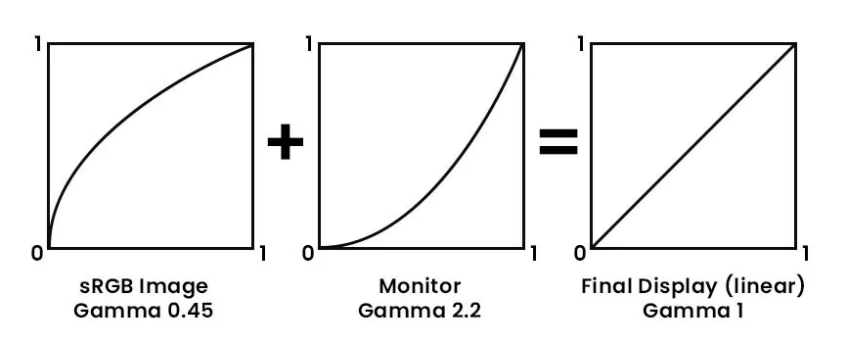 1
0
1
sRGB Image
Gamma 0.45
+
1
0
1
Monitor
Gamma 2.2
=
1
0
1
Final Display (linear)
Gamma 1